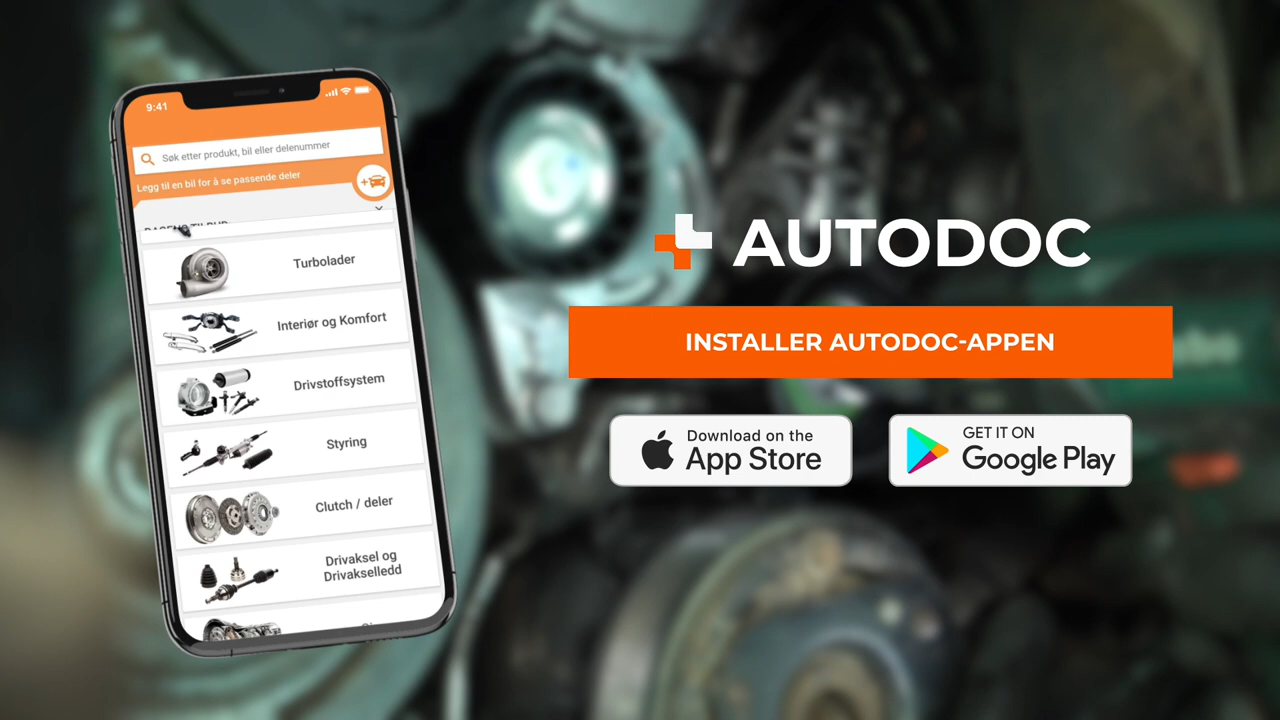 9:41
Søk etter produkt, bil eller delenummer
Legg til en bil for å se passende deler
Turbolader
Interiør og Komfort
Drivstoffsystem
Styring
Clutch / deler
Drivaksel og
Drivakselledd
AUTODOC
INSTALLER AUTODOC-APPEN
Download on the
App Store
GET IT ON
Google Play